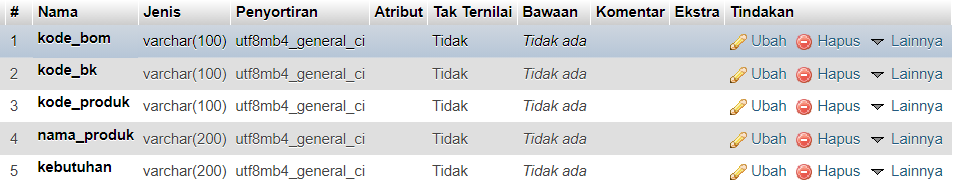 # Nama Jenis Penyortiran Atribut Tak Ternilai Bawaan Komentar Ekstra Tindakan
1 kode_bom varchar(100) utf8mb4_general_ci Tidak Tidak ada Ubah Hapus Lainnya
2 kode_bk varchar(100) utf8mb4_general_ci Tidak Tidak ada Ubah Hapus Lainnya
3 kode_produk varchar(100) utf8mb4_general_ci Tidak Tidak ada Ubah Hapus Lainnya
4 nama_produk varchar(200) utf8mb4_general_ci Tidak Tidak ada Ubah Hapus Lainnya
5 kebutuhan varchar(200) utf8mb4_general_ci Tidak Tidak ada Ubah Hapus Lainnya